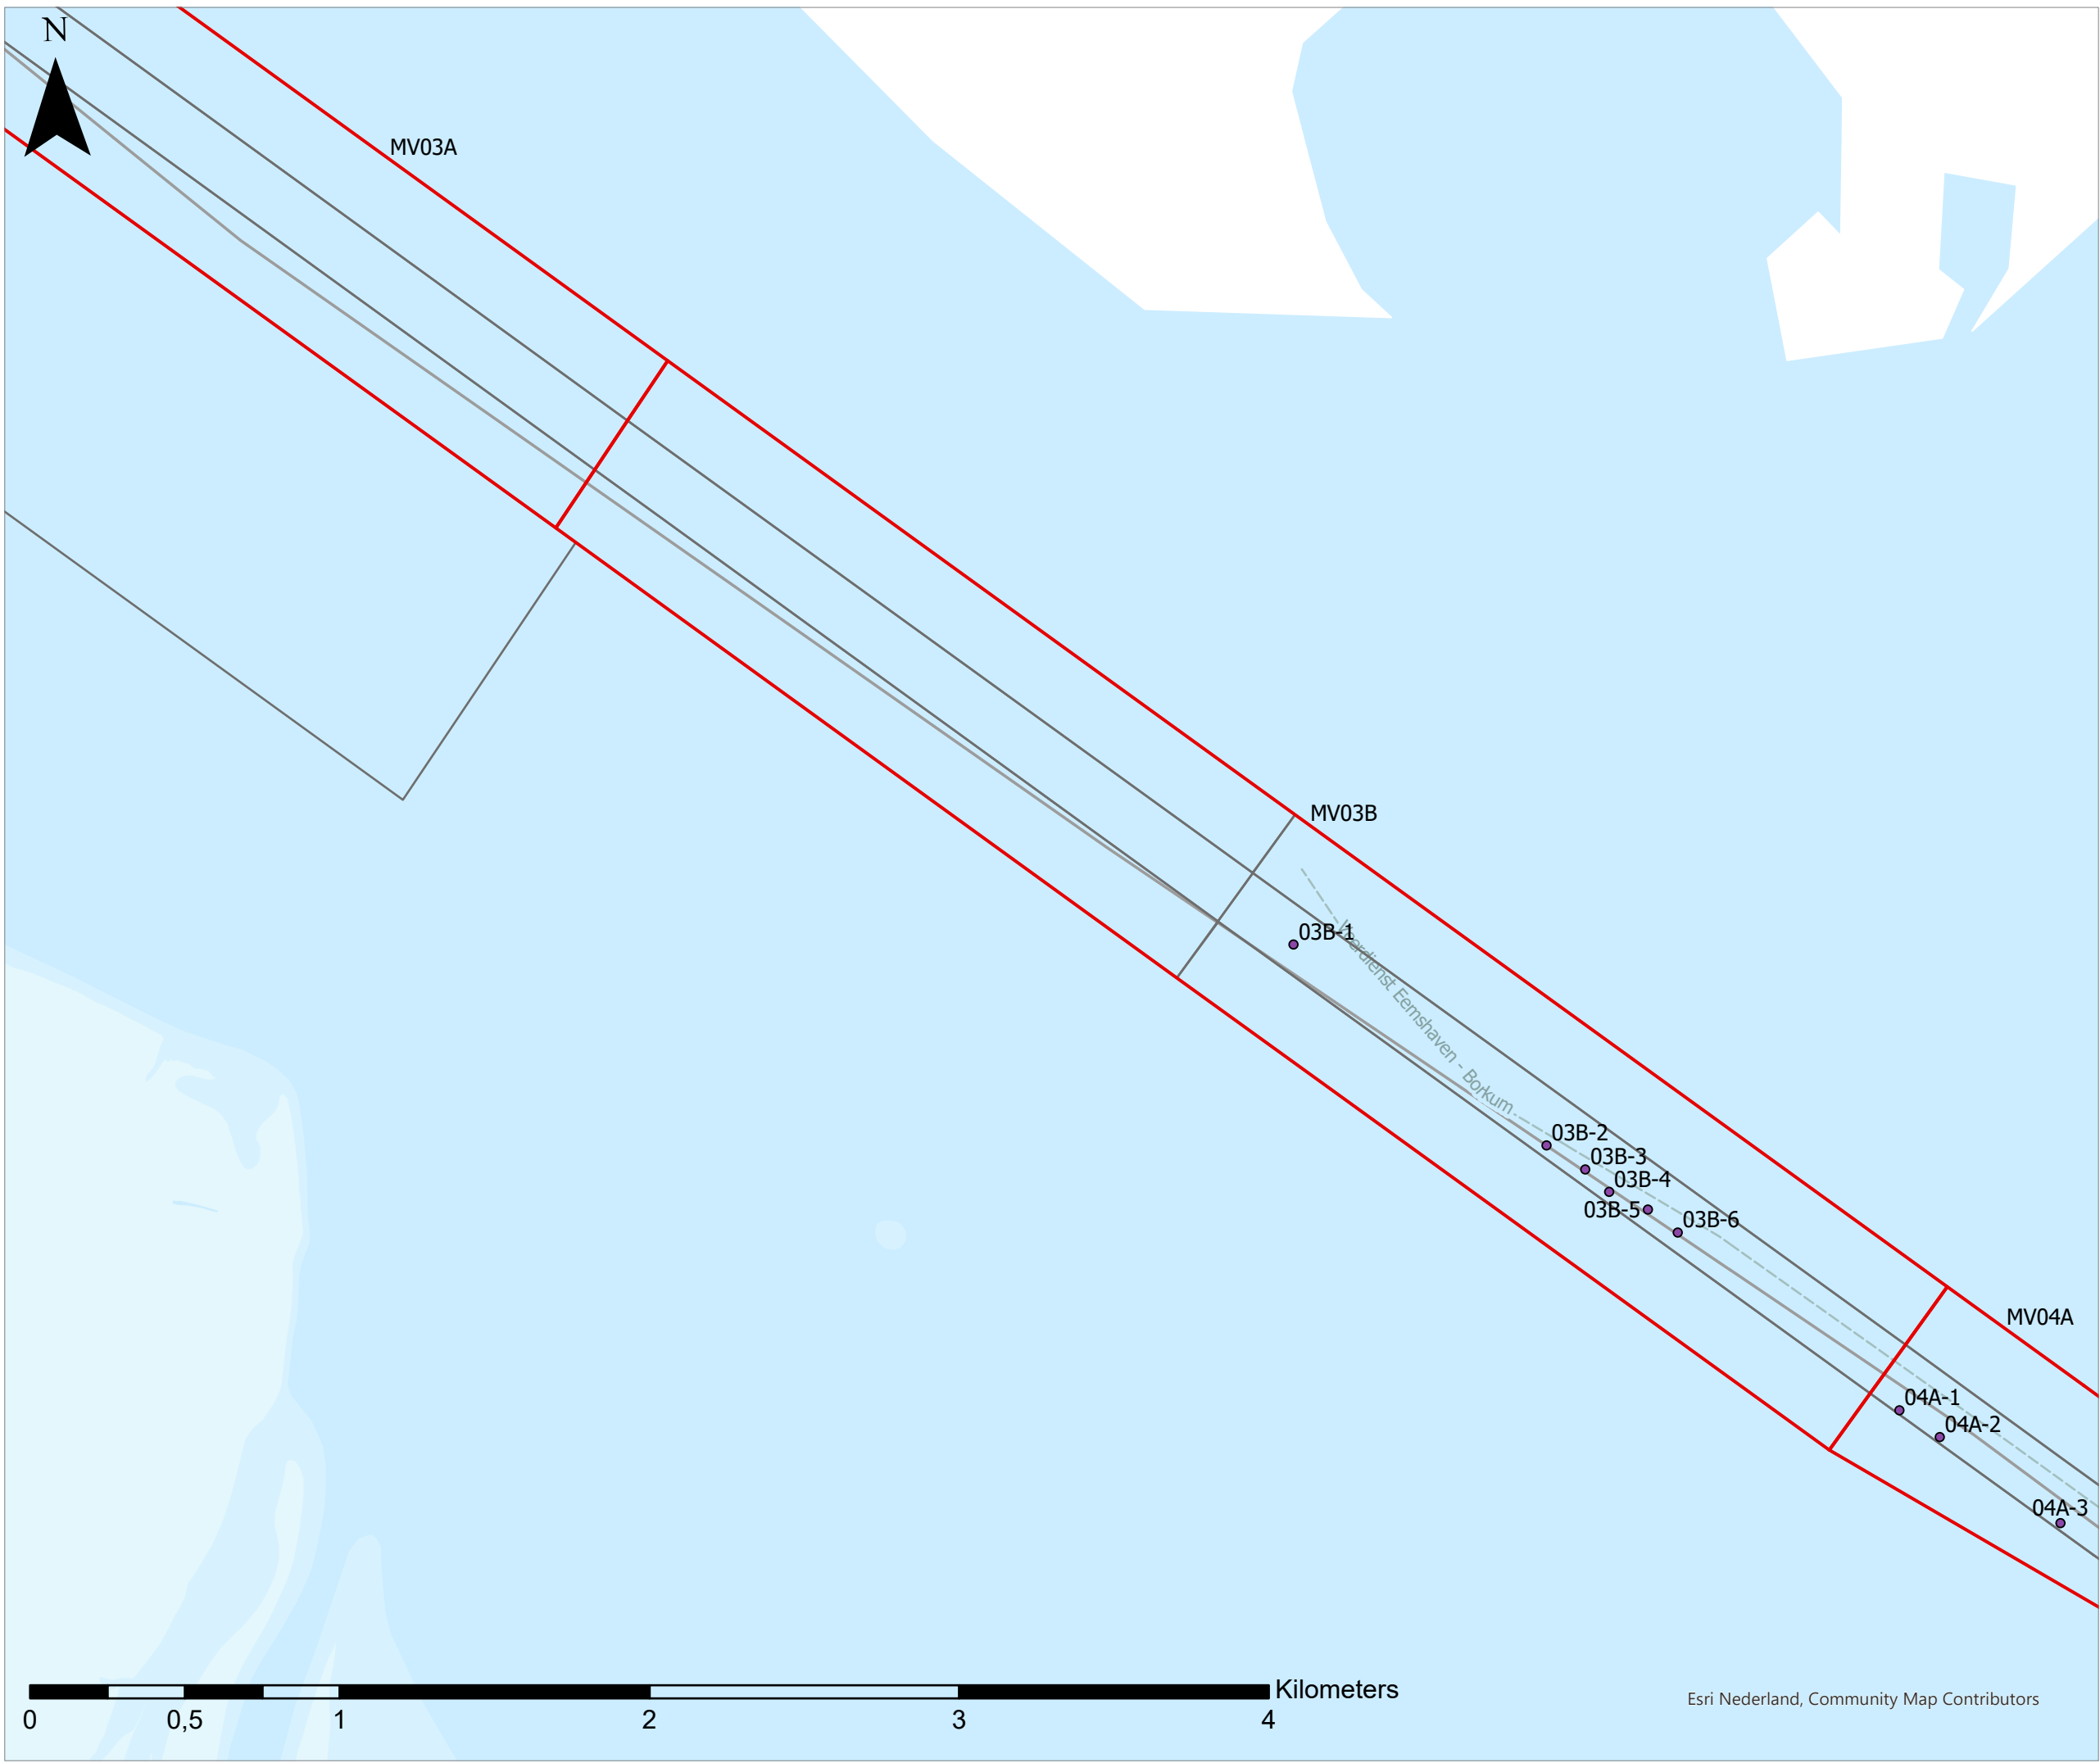 N
MV03A
MV03B
03B-1
Veerdienst Eemshaven - Borkum
03B-2
03B-3
03B-4
03B-5
03B-6
MV04A
04A-1
04A-2
04A-3
Kilometers
0 0,5 1 2 3 4
Esri Nederland, Community Map Contributors